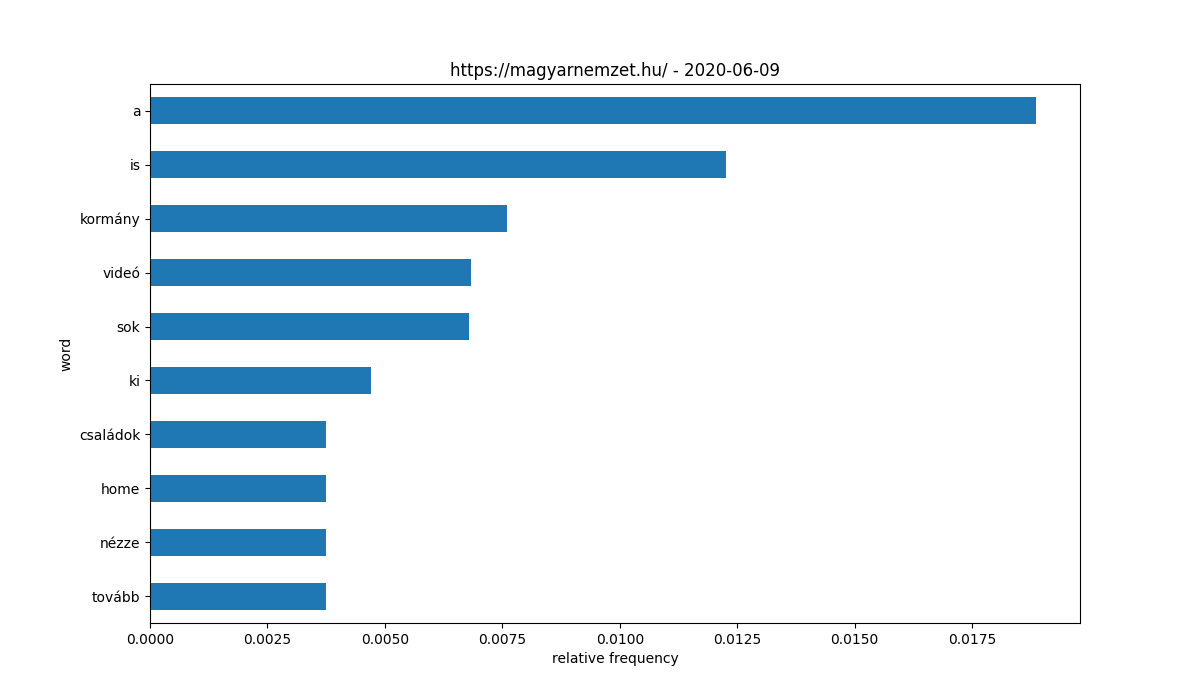 https://magyarnemzet.hu/ - 2020-06-09
a
is
kormány
videó
sok
ki
családok
home
nézze
tovább
word
0.0000 0.0025 0.0050 0.0075 0.0100 0.0125 0.0150 0.0175
relative frequency